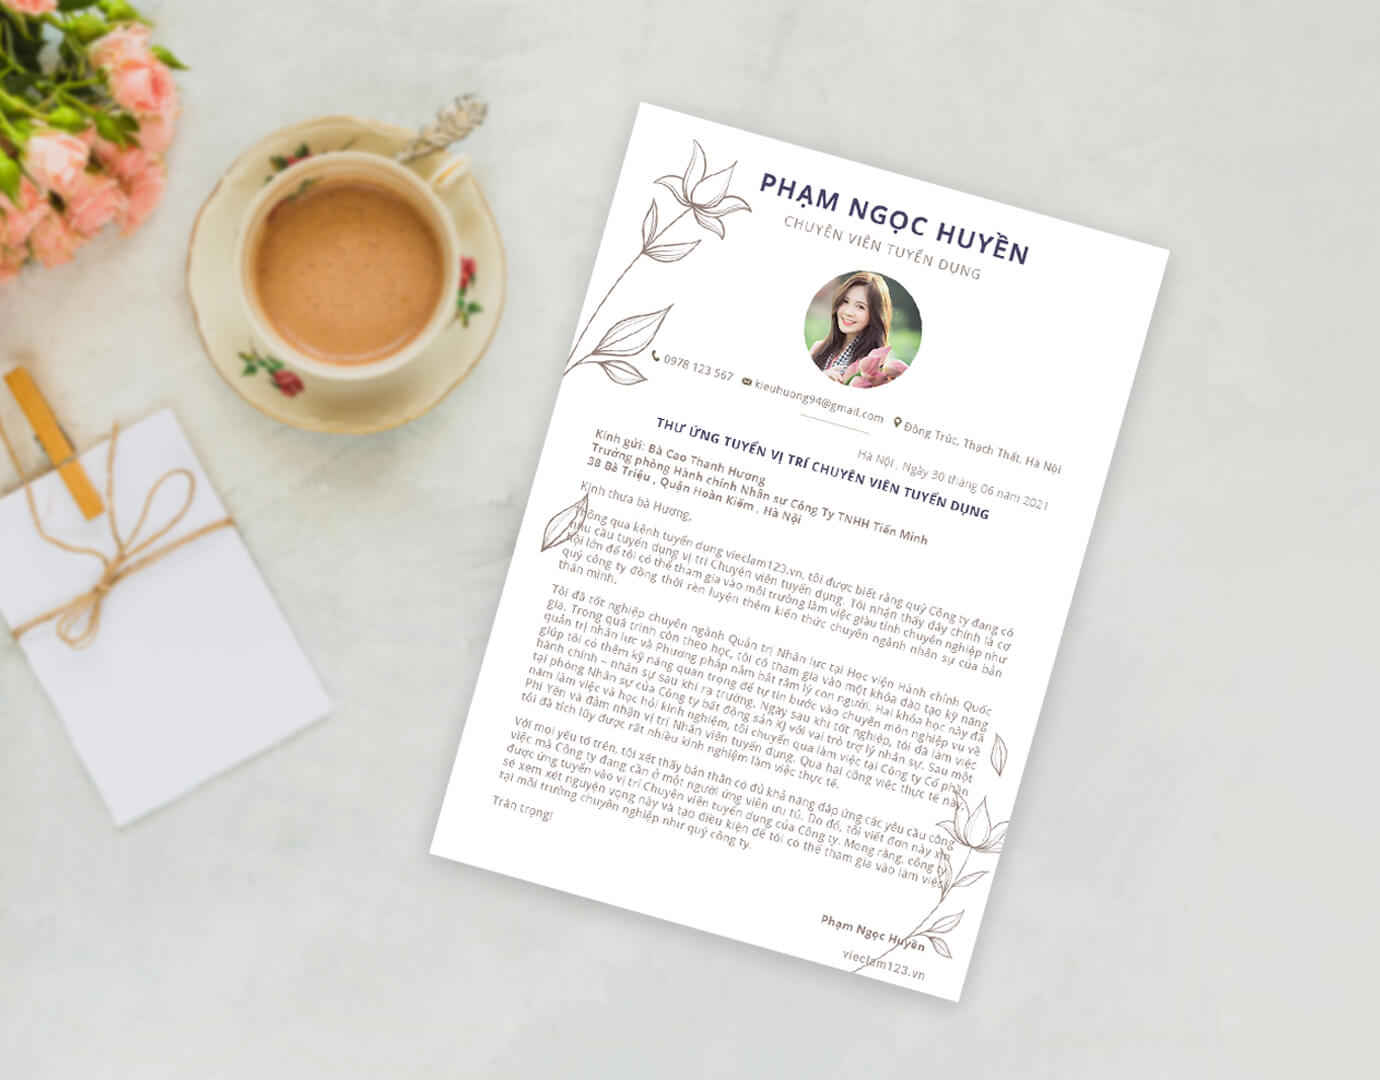 PHẠM NGỌC HUYỀN
CHUYÊN VIÊN TUYỂN DỤNG
0978 123 567 kieuhuong94@gmail.com Đồng Trúc, Thạch Thất, Hà Nội
Hà Nội , Ngày 30 tháng 06 năm 2021
THƯ ỨNG TUYỂN VỊ TRÍ CHUYÊN VIÊN TUYỂN DỤNG
Kính gửi: Bà Cao Thanh Hương
Trưởng phòng Hành chính Nhân sự Công Ty TNHH Tiến Minh
38 Bà Triệu , Quận Hoàn Kiếm , Hà Nội
Kính thưa bà Hương,
Thông qua kênh tuyển dụng vieclam123.vn, tôi được biết rằng quý Công ty đang có
nhu cầu tuyển dụng vị trí Chuyên viên tuyển dụng. Tôi nhận thấy đây chính là cơ
hội lớn để tôi có thể tham gia vào môi trường làm việc giàu tính chuyên nghiệp như
quý công ty đồng thời rèn luyện thêm kiến thức chuyên ngành nhân sự của bản
thân mình.
Tôi đã tốt nghiệp chuyên ngành Quản trị Nhân lực tại Học viện Hành chính Quốc
gia. Trong quá trình còn theo học, tôi có tham gia vào một khóa đào tạo kỹ năng
quản trị nhân lực và Phương pháp nắm bắt tâm lý con người. Hai khóa học này đã
giúp tôi có thêm kỹ năng quan trọng để tự tin bước vào chuyên môn nghiệp vụ về
hành chính – nhân sự sau khi ra trường. Ngay sau khi tốt nghiệp, tôi đã làm việc
tại phòng Nhân sự của Công ty bất động sản KJ với vai trò trợ lý nhân sự. Sau một
năm làm việc và học hỏi kinh nghiệm, tôi chuyển qua làm việc tại Công ty Cổ phần
Phi Yến và đảm nhận vị trí Nhân viên tuyển dụng. Qua hai công việc thực tế này,
tôi đã tích lũy được rất nhiều kinh nghiệm làm việc thực tế.
Với mọi yếu tố trên, tôi xét thấy bản thân có đủ khả năng đáp ứng các yêu cầu công
việc mà Công ty đang cần ở một người ứng viên ưu tú. Do đó, tôi viết đơn này xin
được ứng tuyển vào vị trí Chuyên viên tuyển dụng của Công ty. Mong rằng, công ty
sẽ xem xét nguyện vọng này và tạo điều kiện để tôi có thể tham gia vào làm việc
tại môi trường chuyên nghiệp như quý công ty.
Trân trọng!
Phạm Ngọc Huyền
vieclam123.vn